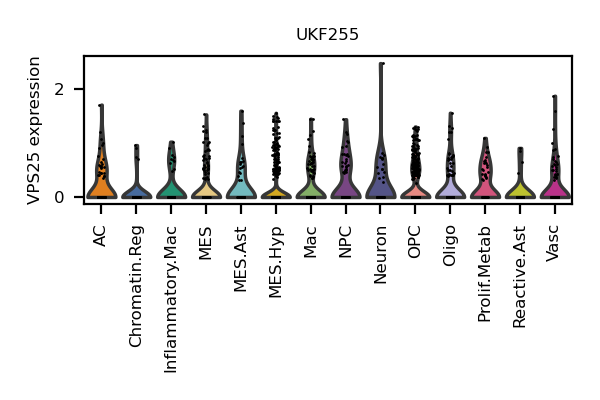 UKF255
VPS25 expression
2
0
AC
Chromatin.Reg
Inflammatory.Mac
MES
MES.Ast
MES.Hyp
Mac
NPC
Neuron
OPC
Oligo
Prolif.Metab
Reactive.Ast
Vasc